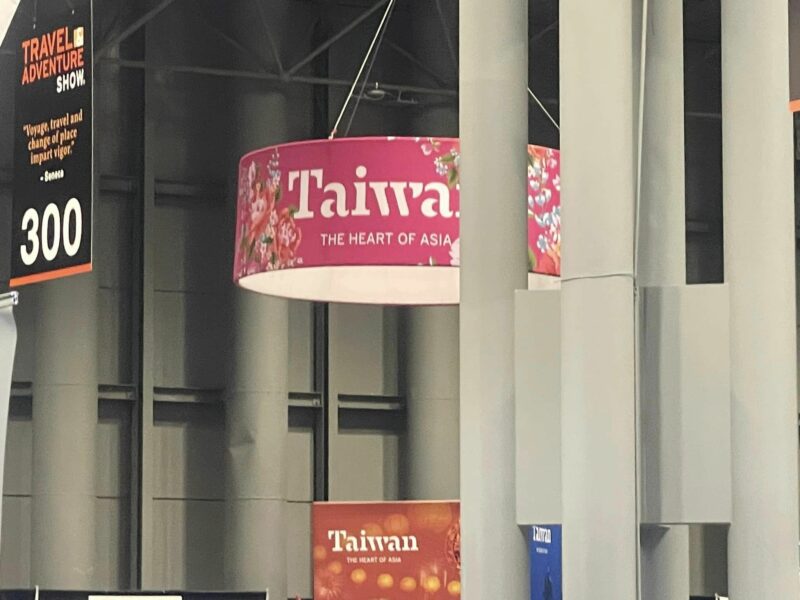 TRAVEL &
ADVENTURE
SHOW.
"Voyage, travel and
change of place
impart vigor."
- Seneca
300
Taiwa
THE HEART OF ASIA
Taiwan
THE HEART OF ASIA
Taiwan